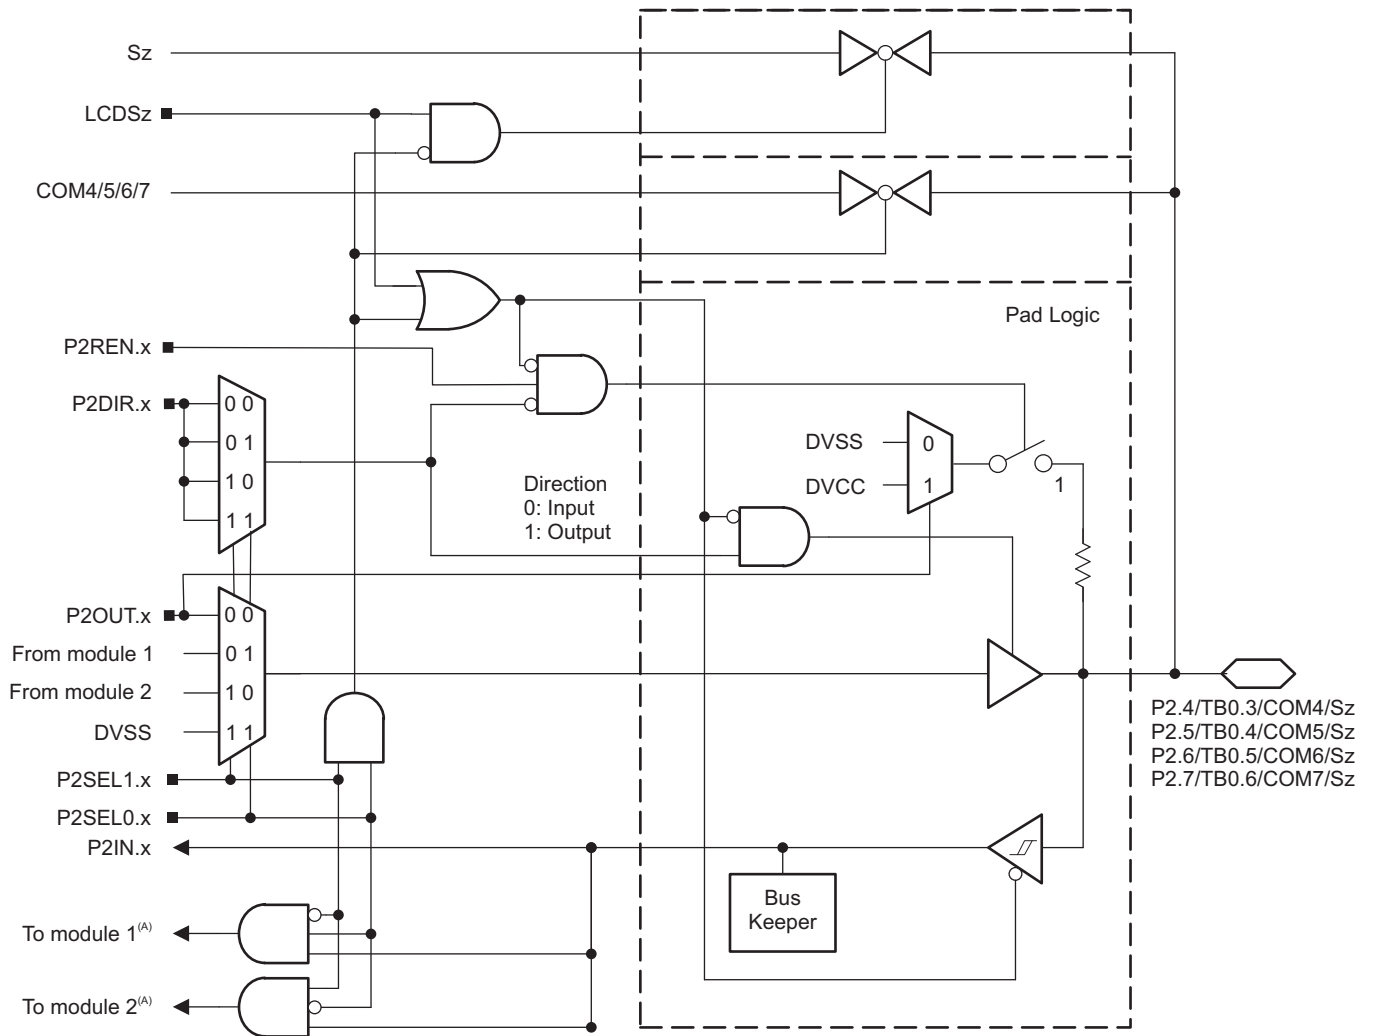 Sz
LCDSz
COM4/5/6/7
Pad Logic
P2REN.x
P2DIR.x
0 0
0 1
1 0
1 1
Direction
0: Input
1: Output
DVSS
0
DVCC
1
1
P2OUT.x
0 0
From module 1
0 1
From module 2
1 0
DVSS
1 1
P2.4/TB0.3/COM4/Sz
P2.5/TB0.4/COM5/Sz
P2.6/TB0.5/COM6/Sz
P2.7/TB0.6/COM7/Sz
P2SEL1.x
P2SEL0.x
P2IN.x
Bus
Keeper
To module 1(A)
To module 2(A)